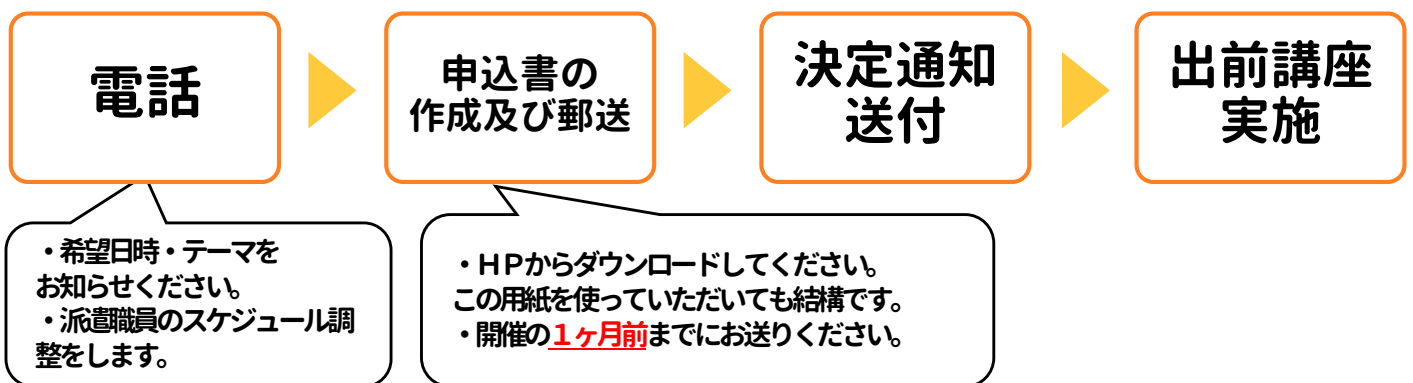 電話
申込書の
作成及び郵送
決定通知
送付
出前講座
実施
・希望日時・テーマを
お知らせください。
・派遣職員のスケジュール調
整をします。
・ＨＰからダウンロードしてください。
この用紙を使っていただいても結構です。
・開催の１ヶ月前までにお送りください。